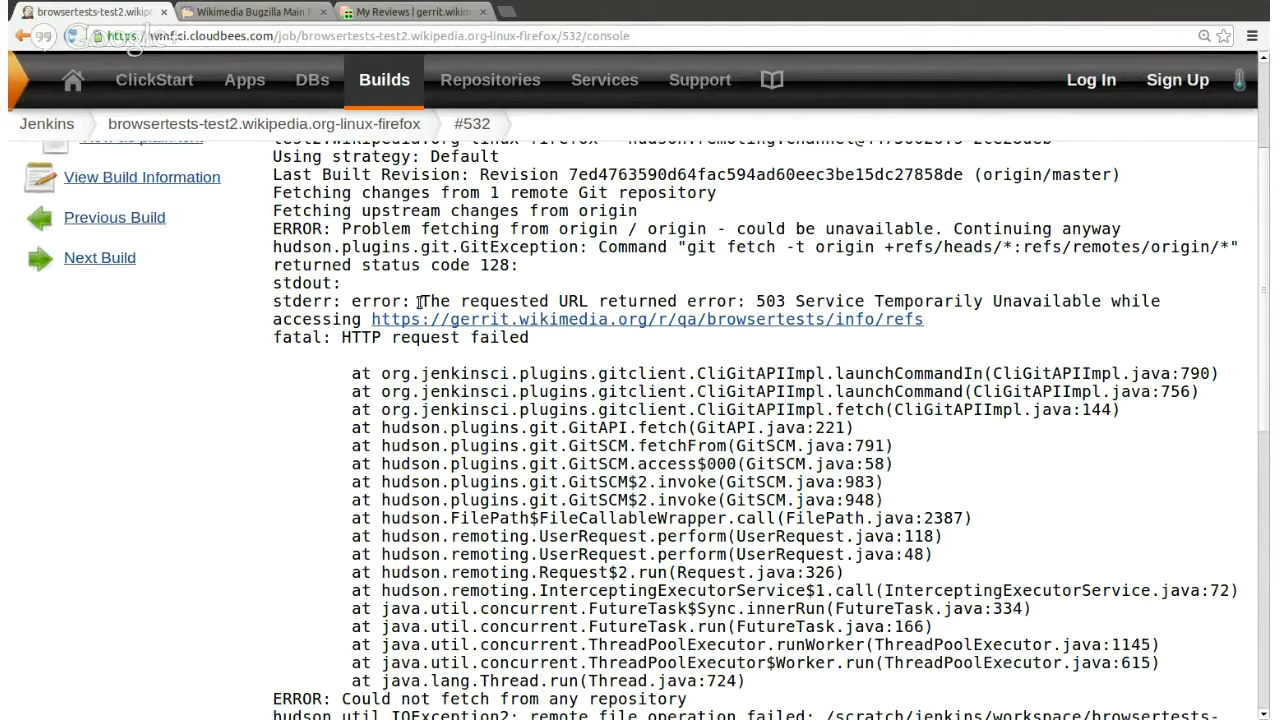 browsertests-test2.wikip
Wikimedia Bugzilla Main
My Reviews | gerrit.wikim
Google+
.cloudbees.com/job/browsertests-test2.wikipedia.org-linux-firefox/532/console
ClickStart Apps DBs Builds Repositories Services Support Log In Sign Up
Jenkins browsertests-test2.wikipedia.org-linux-firefox #532
Using strategy: Default
Last Built Revision: Revision 7ed4763590d64fac594ad60eec3be15dc27858de (origin/master)
View Build Information
Fetching changes from 1 remote Git repository
Fetching upstream changes from origin
Previous Build
ERROR: Problem fetching from origin / origin - could be unavailable. Continuing anyway
hudson.plugins.git.GitException: Command "git fetch -t origin +refs/heads/*:refs/remotes/origin/*"
Next Build
returned status code 128:
stdout:
stderr: error: The requested URL returned error: 503 Service Temporarily Unavailable while
accessing https://gerrit.wikimedia.org/r/qa/browsertests/info/refs
fatal: HTTP request failed
at org.jenkinsci.plugins.gitclient.CliGitAPIImpl.launchCommandIn(CliGitAPIImpl.java:790)
at org.jenkinsci.plugins.gitclient.CliGitAPIImpl.launchCommand(CliGitAPIImpl.java:756)
at org.jenkinsci.plugins.gitclient.CliGitAPIImpl.fetch(CliGitAPIImpl.java:144)
at hudson.plugins.git.GitAPI.fetch(GitAPI.java:221)
at hudson.plugins.git.GitSCM.fetchFrom(GitSCM.java:791)
at hudson.plugins.git.GitSCM.access$000(GitSCM.java:58)
at hudson.plugins.git.GitSCM$2.invoke(GitSCM.java:983)
at hudson.plugins.git.GitSCM$2.invoke(GitSCM.java:948)
at hudson.FilePath$FileCallableWrapper.call(FilePath.java:2387)
at hudson.remoting.UserRequest.perform(UserRequest.java:118)
at hudson.remoting.UserRequest.perform(UserRequest.java:48)
at hudson.remoting.Request$2.run(Request.java:326)
at hudson.remoting.InterceptingExecutorService$1.call(InterceptingExecutorService.java:72)
at java.util.concurrent.FutureTask$Sync.innerRun(FutureTask.java:334)
at java.util.concurrent.FutureTask.run(FutureTask.java:166)
at java.util.concurrent.ThreadPoolExecutor.runWorker(ThreadPoolExecutor.java:1145)
at java.util.concurrent.ThreadPoolExecutor$Worker.run(ThreadPoolExecutor.java:615)
at java.lang.Thread.run(Thread.java:724)
ERROR: Could not fetch from any repository
hudson.util.IOException2: remote file operation failed: /scratch/jenkins/workspace/browsertests-